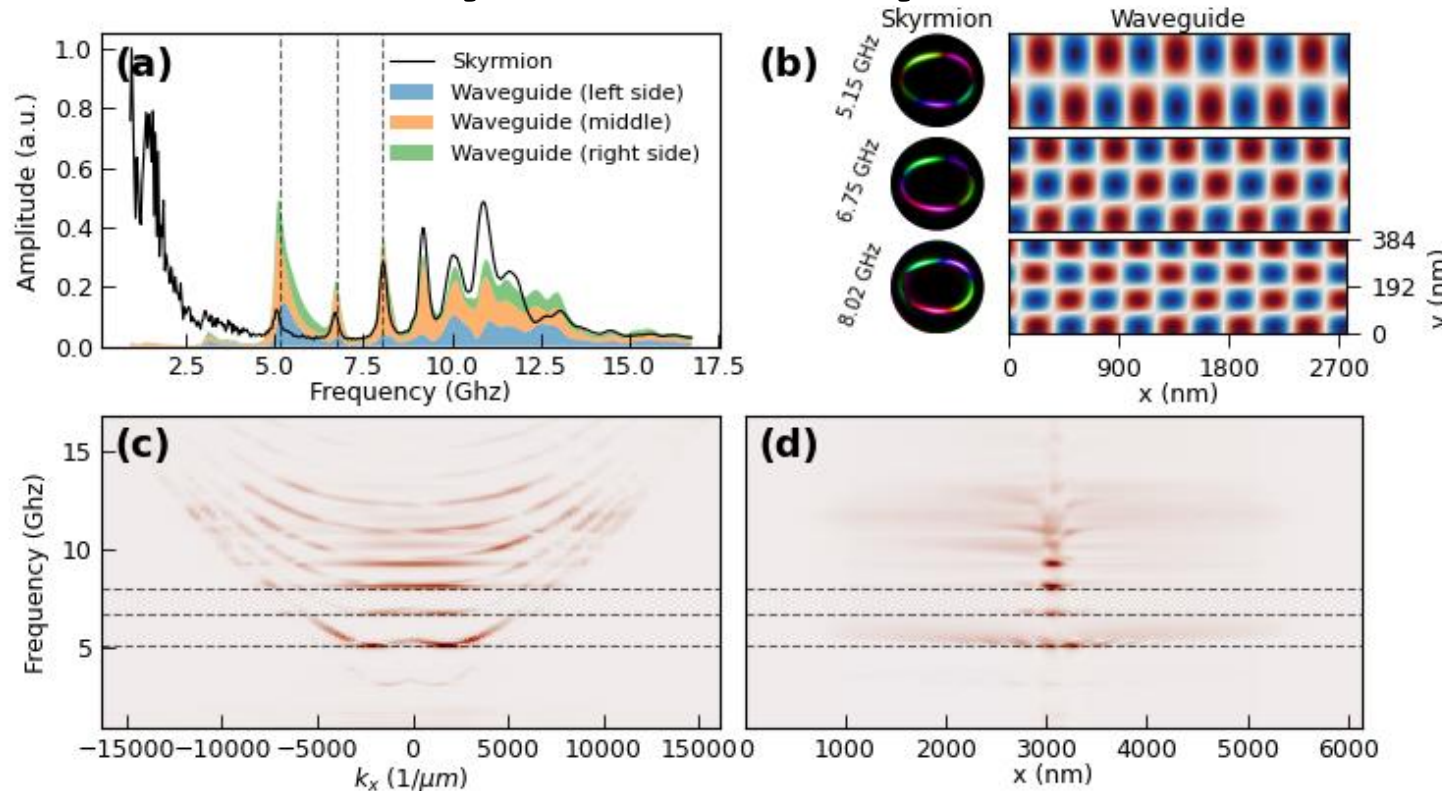 (a)
1.0
0.8
0.6
0.4
0.2
0.0
Amplitude (a.u.)
Skyrmion
Waveguide (left side)
Waveguide (middle)
Waveguide (right side)
2.5 5.0 7.5 10.0 12.5 15.0 17.5
Frequency (Ghz)
(b)
Skyrmion Waveguide
5.15 GHz
6.75 GHz
8.02 GHz
384
192
0
0 900 1800 2700
x (nm)
(c)
15
10
5
Frequency (Ghz)
−15000 −10000 −5000 0 5000 10000 15000
kₓ (1/μm)
(d)
0 1000 2000 3000 4000 5000 6000
x (nm)